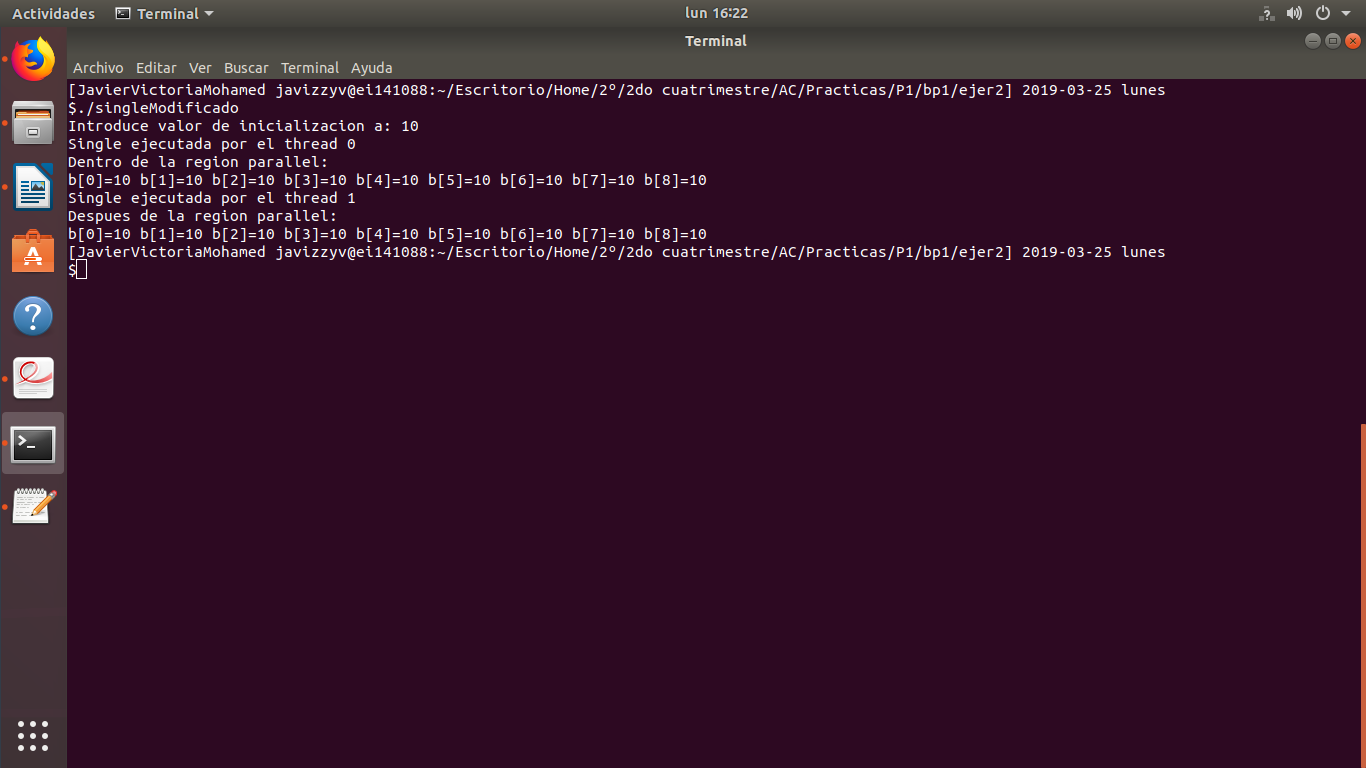 Actividades Terminal lun 16:22
Terminal
Archivo Editar Ver Buscar Terminal Ayuda
[JavierVictoriaMohamed javizzyv@ei141088:~/Escritorio/Home/2º/2do cuatrimestre/AC/Practicas/P1/bp1/ejer2] 2019-03-25 lunes
$./singleModificado
Introduce valor de inicializacion a: 10
Single ejecutada por el thread 0
Dentro de la region parallel:
b[0]=10 b[1]=10 b[2]=10 b[3]=10 b[4]=10 b[5]=10 b[6]=10 b[7]=10 b[8]=10
Single ejecutada por el thread 1
Despues de la region parallel:
b[0]=10 b[1]=10 b[2]=10 b[3]=10 b[4]=10 b[5]=10 b[6]=10 b[7]=10 b[8]=10
[JavierVictoriaMohamed javizzyv@ei141088:~/Escritorio/Home/2º/2do cuatrimestre/AC/Practicas/P1/bp1/ejer2] 2019-03-25 lunes
$